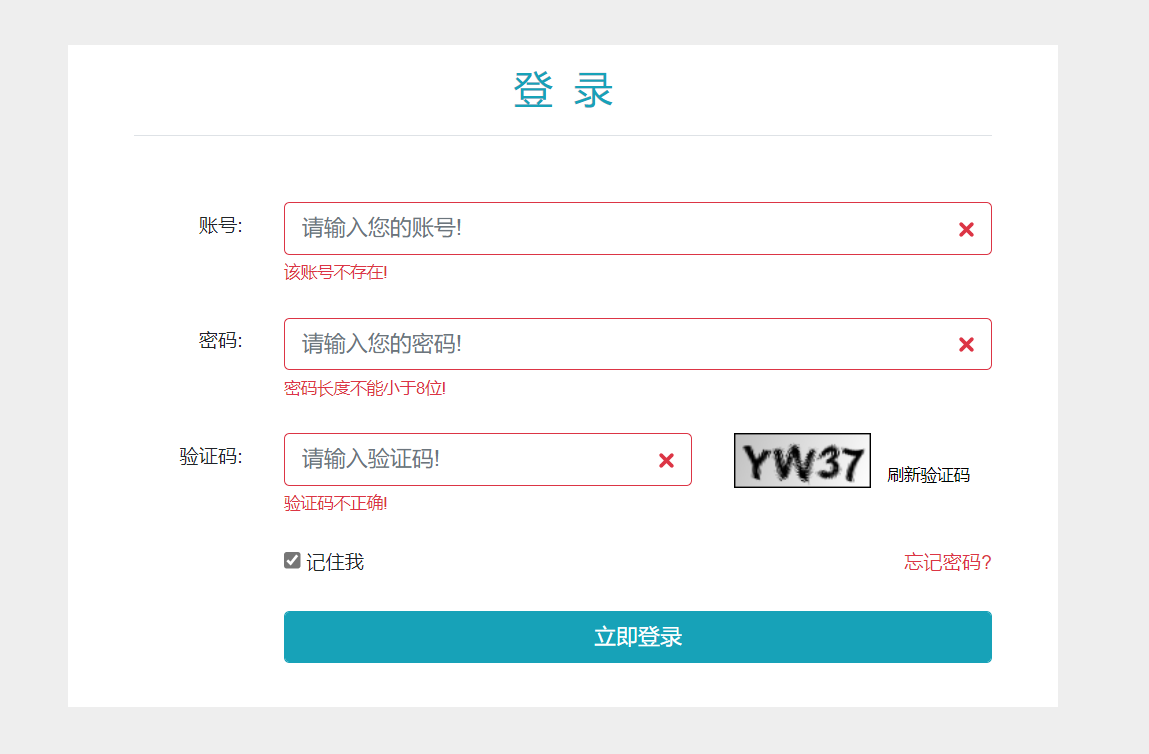 登 录
账号: 请输入您的账号!
该账号不存在!
密码: 请输入您的密码!
密码长度不能小于8位!
验证码: 请输入验证码! YW37 刷新验证码
验证码不正确!
记住我 忘记密码?
立即登录